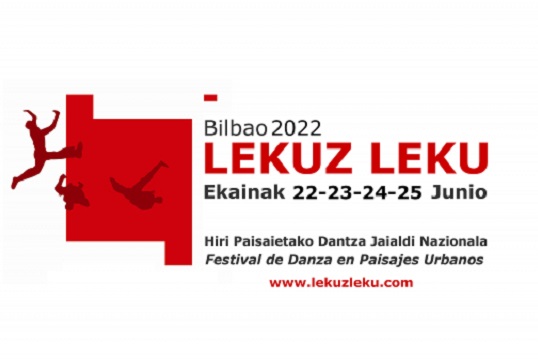 Bilbao 2022
LEKUZ LEKU
Ekainak 22-23-24-25 Junio
Hiri Paisaietako Dantza Jaialdi Nazionala
Festival de Danza en Paisajes Urbanos
www.lekuzleku.com